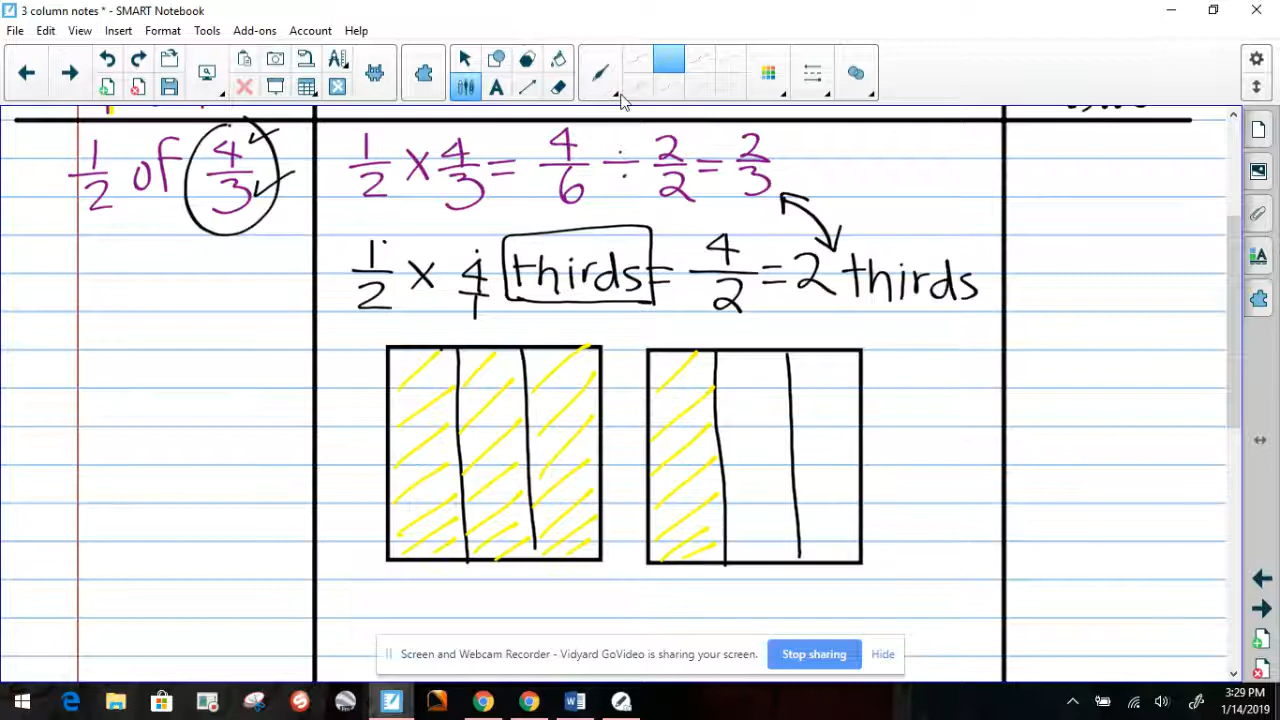 3 column notes * - SMART Notebook
File Edit View Insert Format Tools Add-ons Account Help
1/2 of 4/3
1/2 × 4/3 = 4/6 ÷ 2/2 = 2/3
1/2 × 4/1 thirds = 4/2 = 2 thirds
Screen and Webcam Recorder - Vidyard GoVideo is sharing your screen. Stop sharing Hide
3:29 PM
1/14/2019